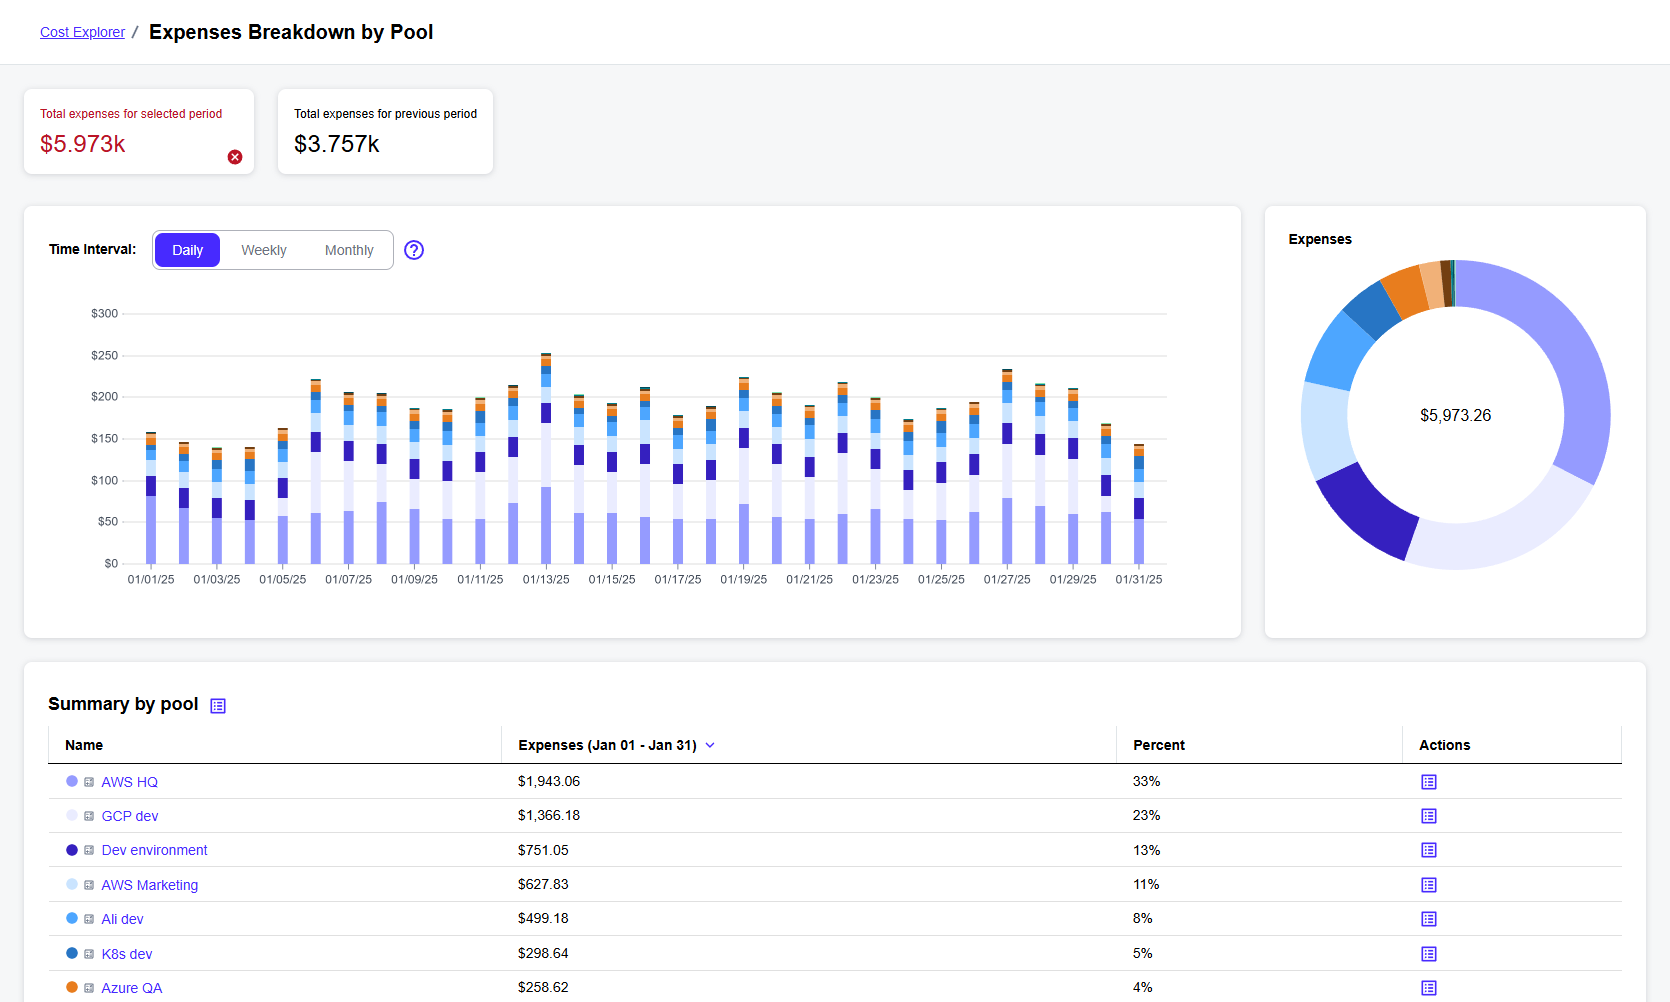 Cost Explorer / Expenses Breakdown by Pool
Total expenses for selected period
$5.973k
Total expenses for previous period
$3.757k
Time Interval: Daily Weekly Monthly
$300
$250
$200
$150
$100
$50
$0
01/01/25 01/03/25 01/05/25 01/07/25 01/09/25 01/11/25 01/13/25 01/15/25 01/17/25 01/19/25 01/21/25 01/23/25 01/25/25 01/27/25 01/29/25 01/31/25
Expenses
$5,973.26
Summary by pool
Name Expenses (Jan 01 - Jan 31) Percent Actions
AWS HQ $1,943.06 33%
GCP dev $1,366.18 23%
Dev environment $751.05 13%
AWS Marketing $627.83 11%
Ali dev $499.18 8%
K8s dev $298.64 5%
Azure QA $258.62 4%